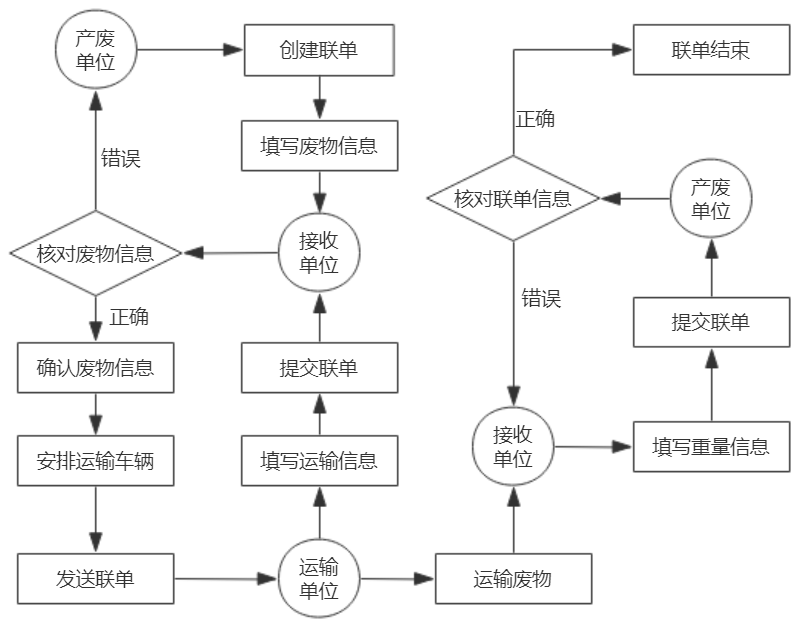 产废
单位
创建联单
填写废物信息
错误
接收
单位
核对废物信息
正确
确认废物信息
提交联单
安排运输车辆
填写运输信息
发送联单
运输
单位
运输废物
联单结束
正确
核对联单信息
产废
单位
错误
提交联单
接收
单位
填写重量信息